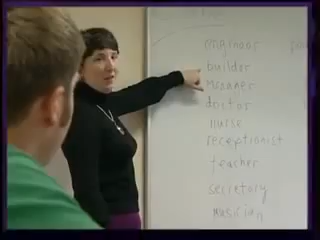 engineer
builder
manager
doctor
nurse
receptionist
teacher
secretary
musician